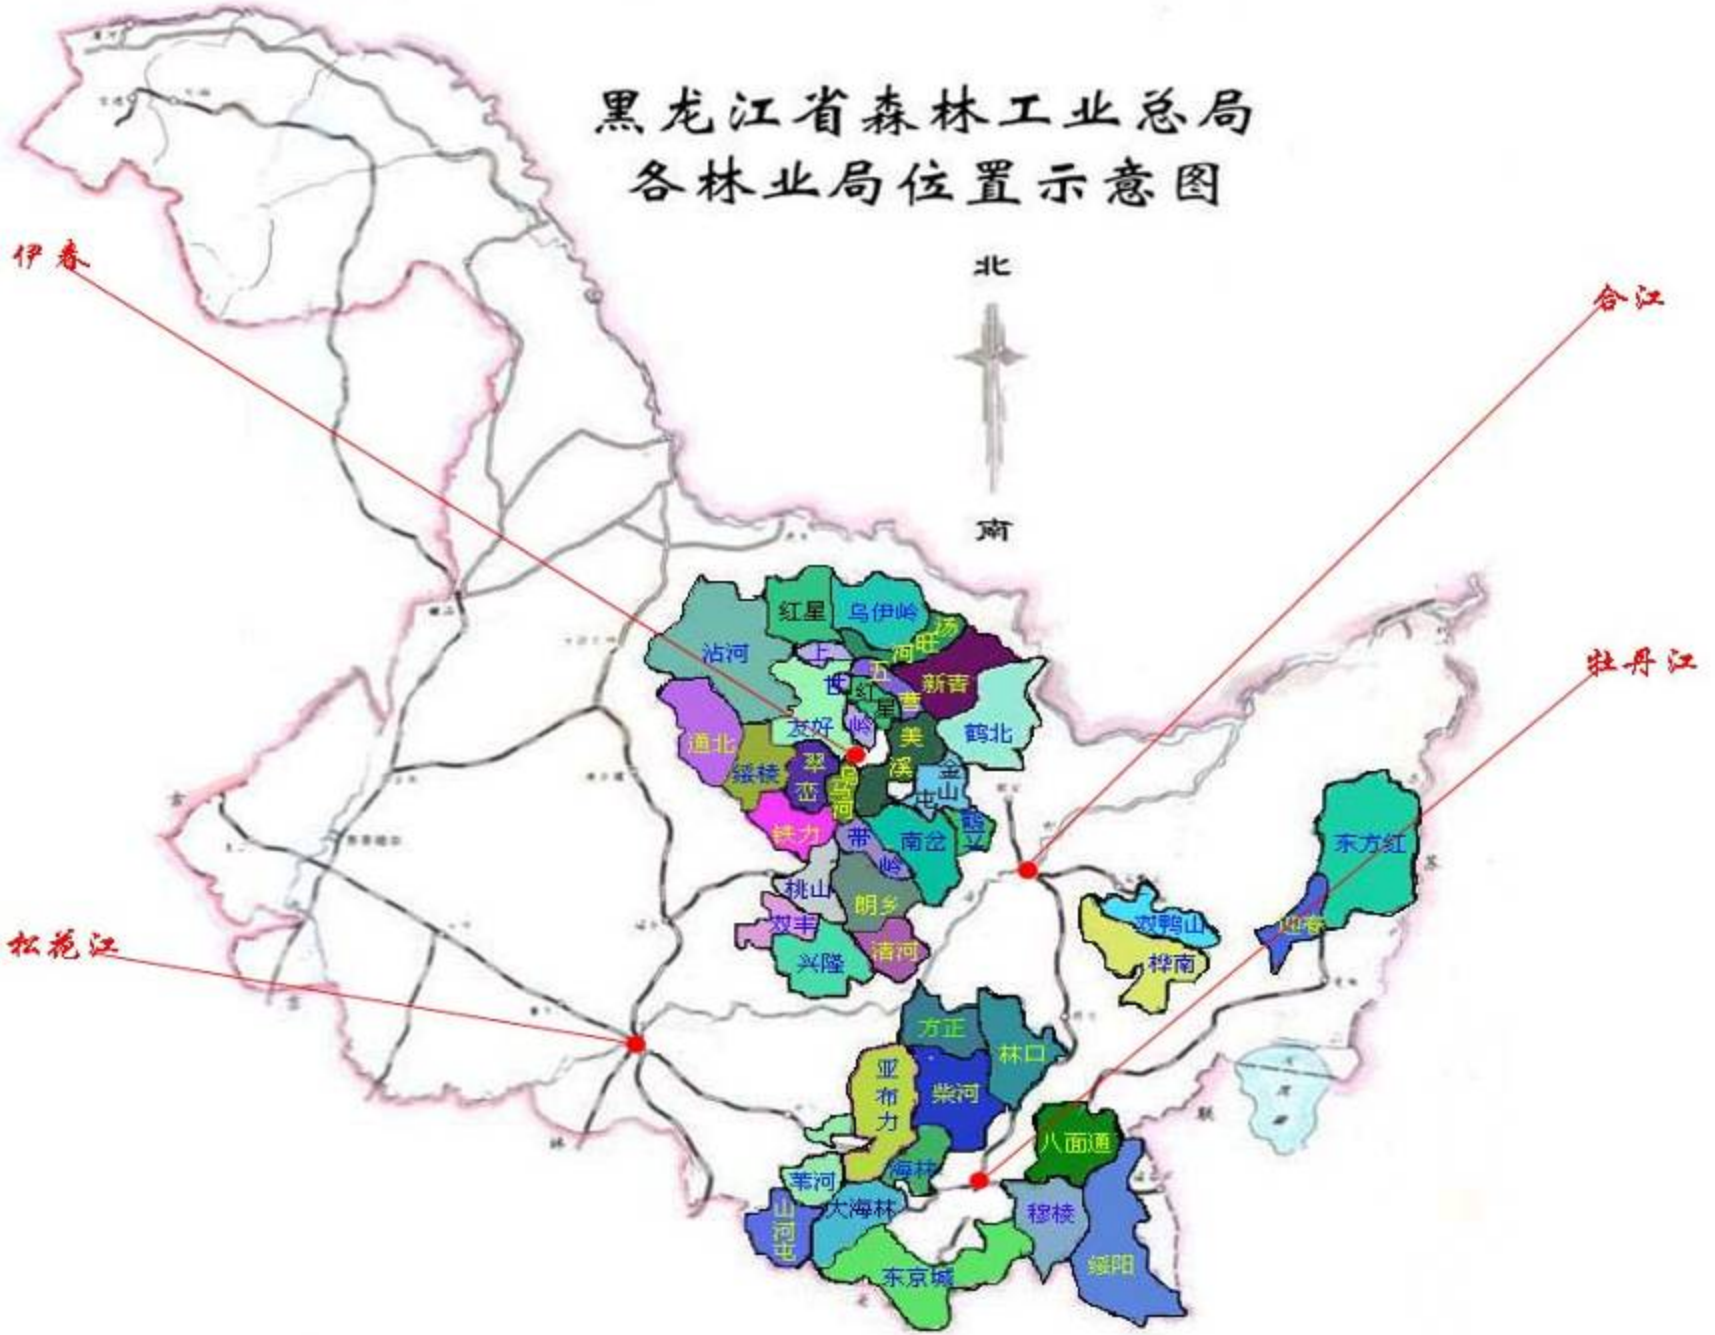 黑龙江省森林工业总局
各林业局位置示意图
伊春
北
合江
南
红星
乌伊岭
汤
旺
河
沾河
上
五
新青
友好
岭
红
星
营
美
溪
鹤北
牡丹江
通北
绥棱
翠
峦
乌
马
河
金
山
屯
铁力
带
岭
南岔
鹤
立
东方红
桃山
朗乡
双丰
兴隆
清河
双鸭山
桦南
迎春
松花江
方正
林口
亚
布
力
柴河
八面通
苇河
海林
大海林
山
河
屯
穆棱
绥阳
东京城